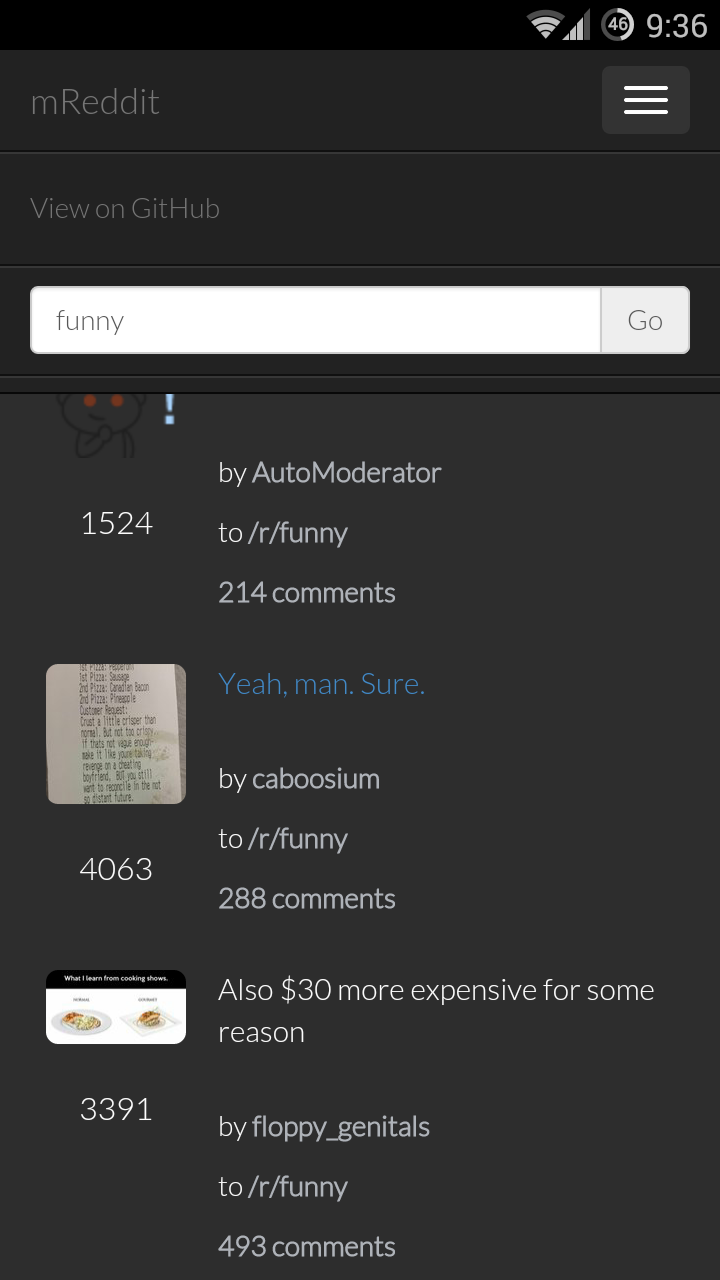 46 9:36
mReddit
View on GitHub
funny Go
!
by AutoModerator
1524
to /r/funny
214 comments
Yeah, man. Sure.
1st Pizza: Pepperoni
1st Pizza: Sausage
2nd Pizza: Canadian Bacon
2nd Pizza: Pineapple
Customer Request:
Crust a little crisper than
normal. But not too crispy.
if thats not vague enough-
make it like youre taking
revenge on a cheating
boyfriend, BUT you still
want to reconcile in the not
so distant future.
by caboosium
to /r/funny
4063
288 comments
What I learn from cooking shows.
NORMAL GOURMET
Also $30 more expensive for some
reason
3391
by floppy_genitals
to /r/funny
493 comments